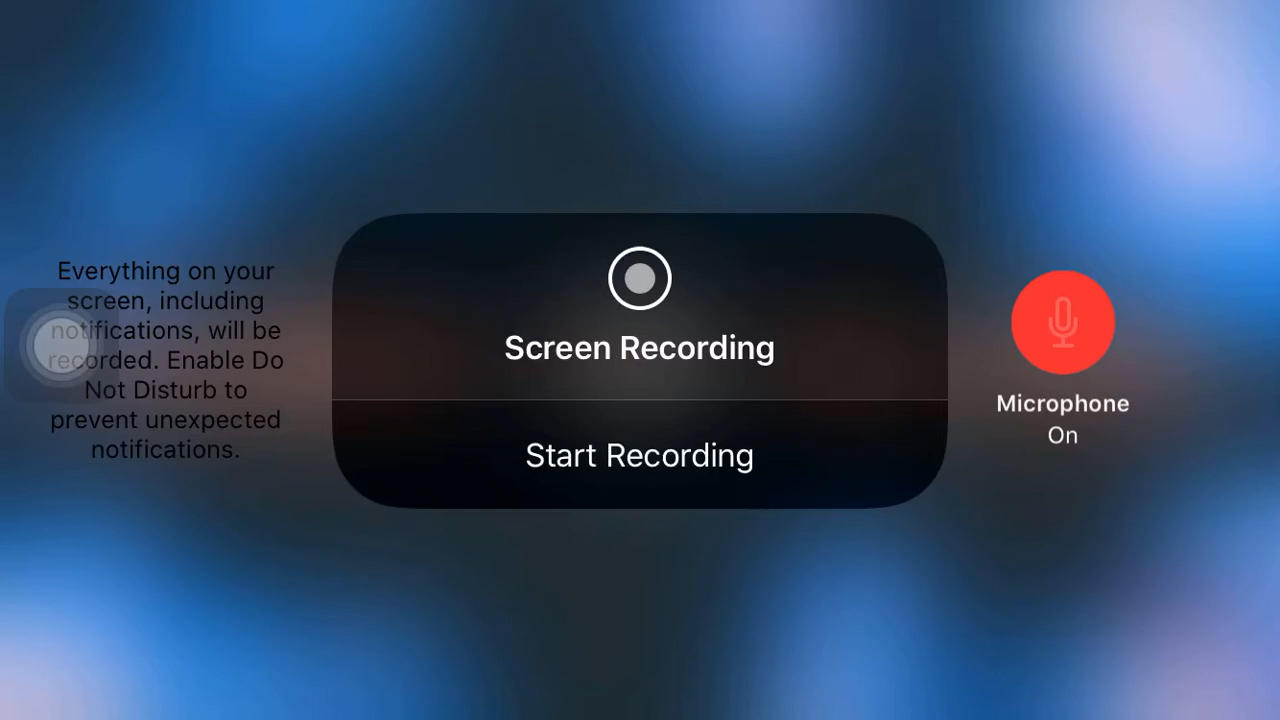 Everything on your
screen, including
notifications, will be
recorded. Enable Do
Not Disturb to
prevent unexpected
notifications.
Screen Recording
Start Recording
Microphone
On